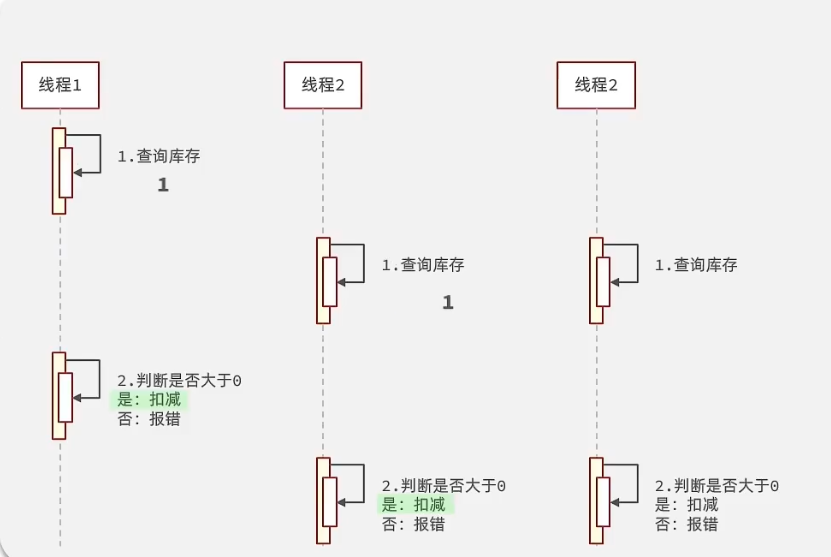 线程1
线程2
线程2
1.查询库存
1
1.查询库存
1
1.查询库存
2.判断是否大于0
是: 扣减
否: 报错
2.判断是否大于0
是: 扣减
否: 报错
2.判断是否大于0
是: 扣减
否: 报错